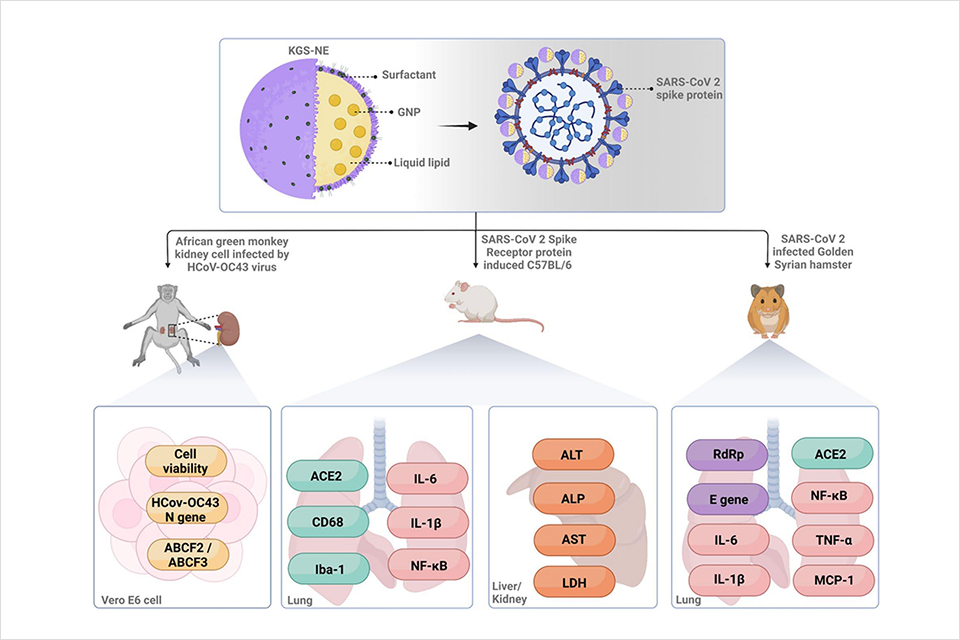 KGS-NE
Surfactant
GNP
Liquid lipid
SARS-CoV 2
spike protein
African green monkey
kidney cell infected by
HCoV-OC43 virus
SARS-CoV 2 Spike
Receptor protein
induced C57BL/6
SARS-CoV 2
infected Golden
Syrian hamster
Cell
viability
HCov-OC43
N gene
ABCF2 /
ABCF3
Vero E6 cell
ACE2
CD68
Iba-1
IL-6
IL-1β
NF-κB
Lung
ALT
ALP
AST
LDH
Liver/
Kidney
RdRp
E gene
IL-6
IL-1β
ACE2
NF-κB
TNF-α
MCP-1
Lung